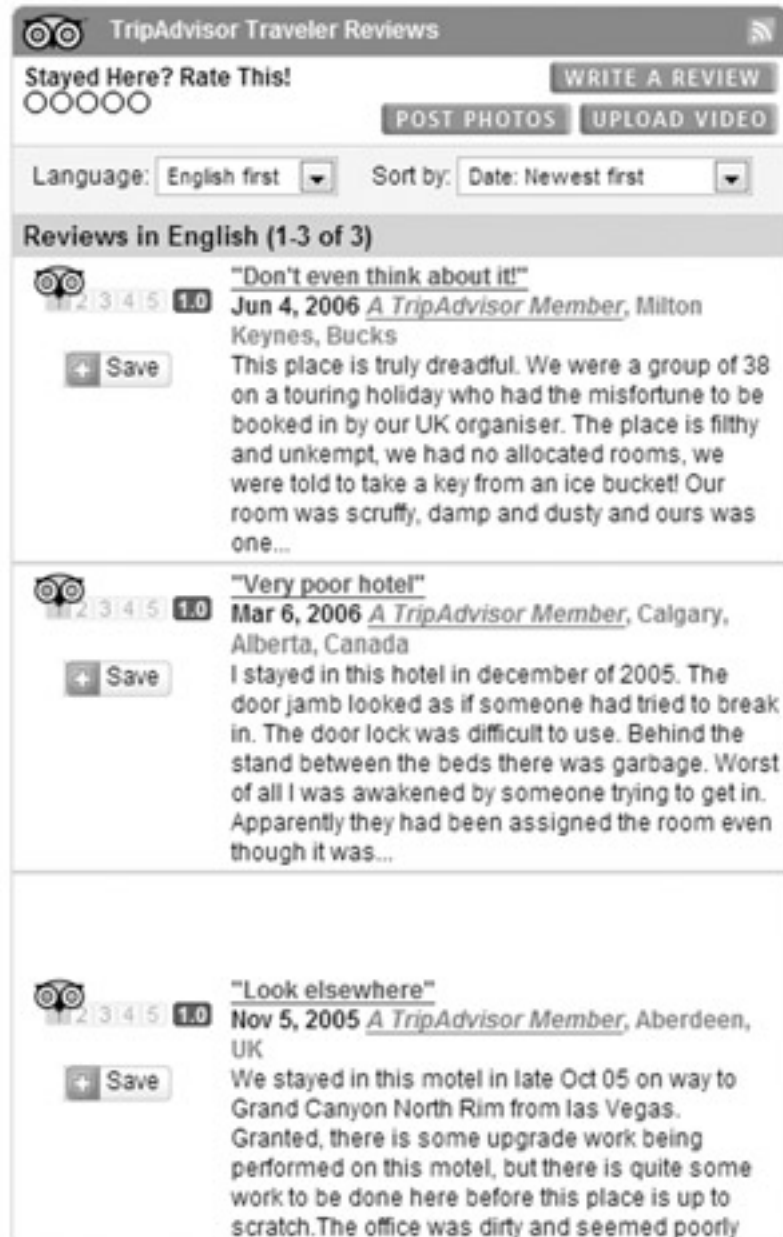 TripAdvisor Traveler Reviews
Stayed Here? Rate This!
WRITE A REVIEW
POST PHOTOS UPLOAD VIDEO
Language: English first Sort by: Date: Newest first
Reviews in English (1-3 of 3)
"Don't even think about it!"
1 2 3 4 5 1.0 Jun 4, 2006 A TripAdvisor Member, Milton
Keynes, Bucks
Save This place is truly dreadful. We were a group of 38
on a touring holiday who had the misfortune to be
booked in by our UK organiser. The place is filthy
and unkempt, we had no allocated rooms, we
were told to take a key from an ice bucket! Our
room was scruffy, damp and dusty and ours was
one...
"Very poor hotel"
1 2 3 4 5 1.0 Mar 6, 2006 A TripAdvisor Member, Calgary,
Alberta, Canada
Save I stayed in this hotel in december of 2005. The
door jamb looked as if someone had tried to break
in. The door lock was difficult to use. Behind the
stand between the beds there was garbage. Worst
of all I was awakened by someone trying to get in.
Apparently they had been assigned the room even
though it was...
"Look elsewhere"
1 2 3 4 5 1.0 Nov 5, 2005 A TripAdvisor Member, Aberdeen,
UK
Save We stayed in this motel in late Oct 05 on way to
Grand Canyon North Rim from las Vegas.
Granted, there is some upgrade work being
performed on this motel, but there is quite some
work to be done here before this place is up to
scratch.The office was dirty and seemed poorly